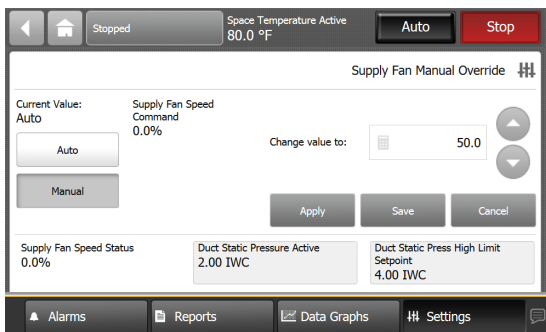 Stopped
Space Temperature Active
80.0 °F
Auto
Stop
Supply Fan Manual Override
Current Value:
Auto
Supply Fan Speed
Command
0.0%
Auto
Manual
Change value to:
50.0
Apply
Save
Cancel
Supply Fan Speed Status
0.0%
Duct Static Pressure Active
2.00 IWC
Duct Static Press High Limit
Setpoint
4.00 IWC
Alarms
Reports
Data Graphs
Settings